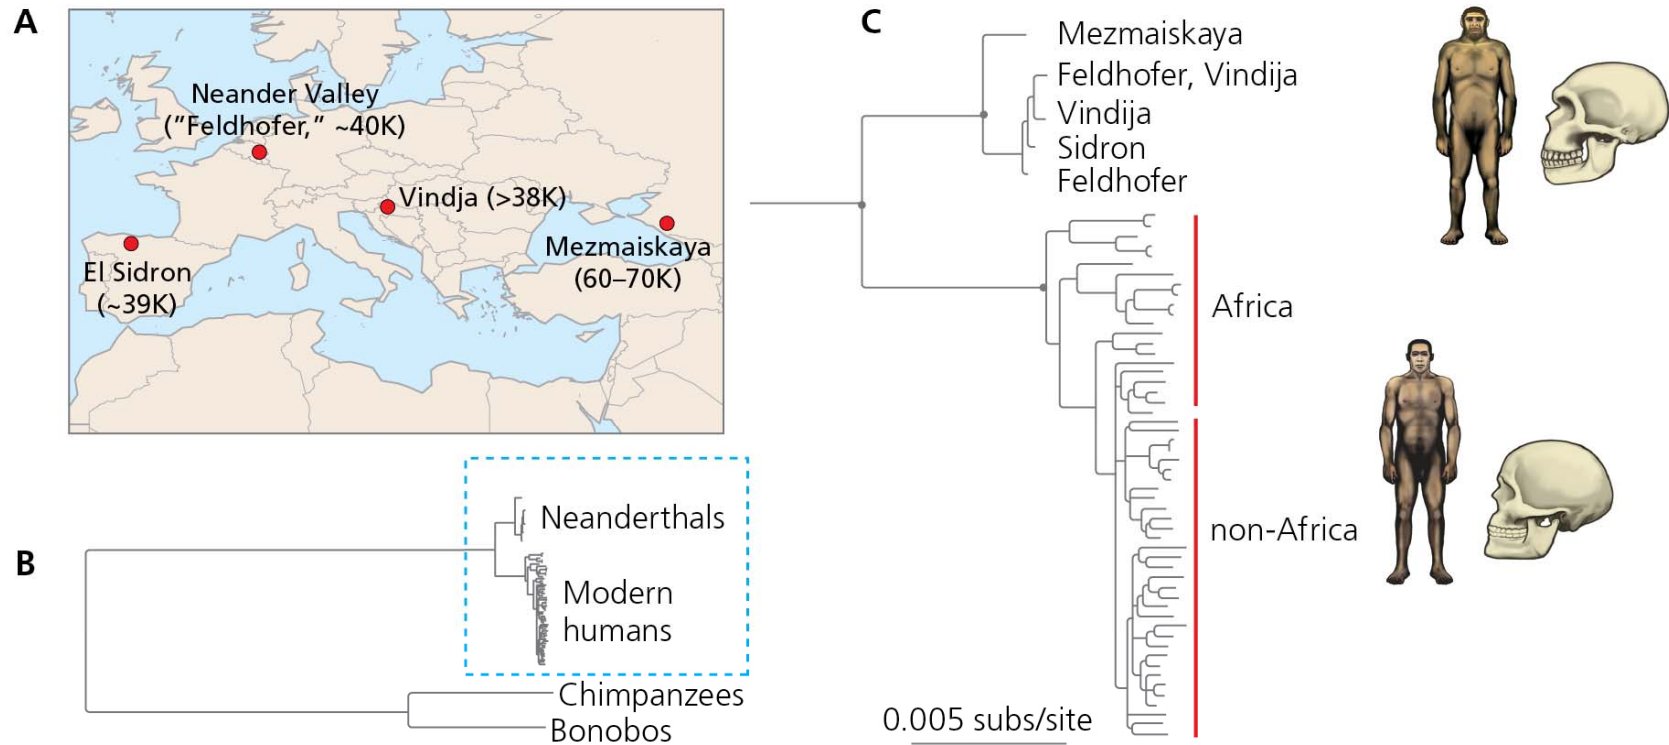 A
Neander Valley
("Feldhofer," ~40K)
Vindja (>38K)
Mezmaiskaya
(60–70K)
El Sidron
(~39K)
B
Neanderthals
Modern
humans
Chimpanzees
Bonobos
C
Mezmaiskaya
Feldhofer, Vindija
Vindija
Sidron
Feldhofer
Africa
non-Africa
0.005 subs/site